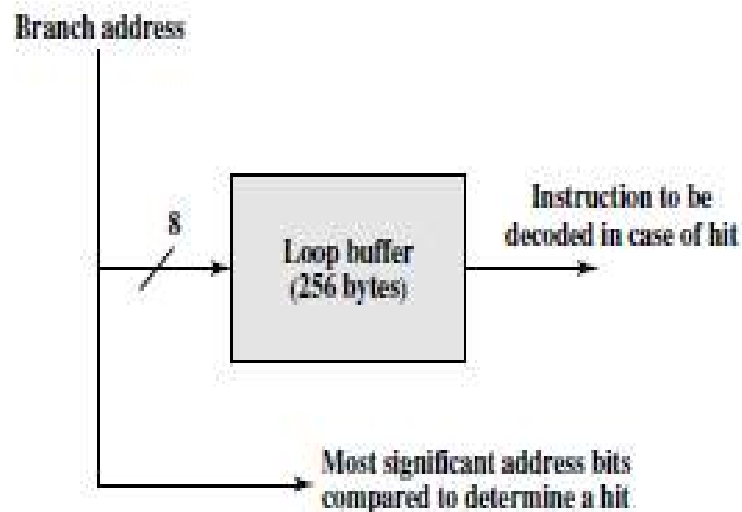 Branch address
8
Loop buffer
(256 bytes)
Instruction to be
decoded in case of hit
Most significant address bits
compared to determine a hit